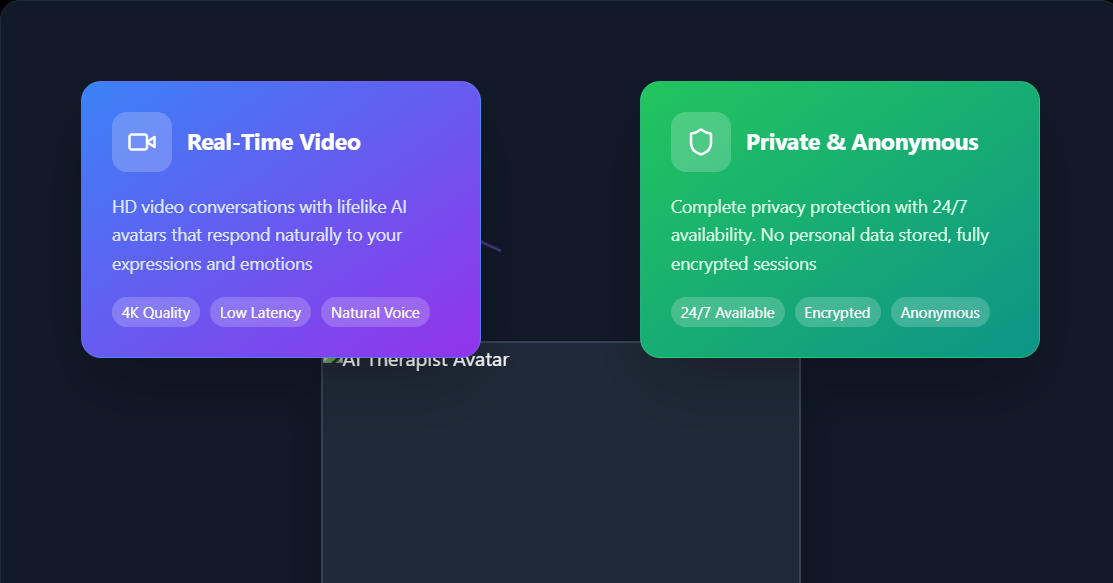 Real-Time Video
HD video conversations with lifelike AI
avatars that respond naturally to your
expressions and emotions
4K Quality
Low Latency
Natural Voice
Private & Anonymous
Complete privacy protection with 24/7
availability. No personal data stored, fully
encrypted sessions
24/7 Available
Encrypted
Anonymous
AI Therapist Avatar